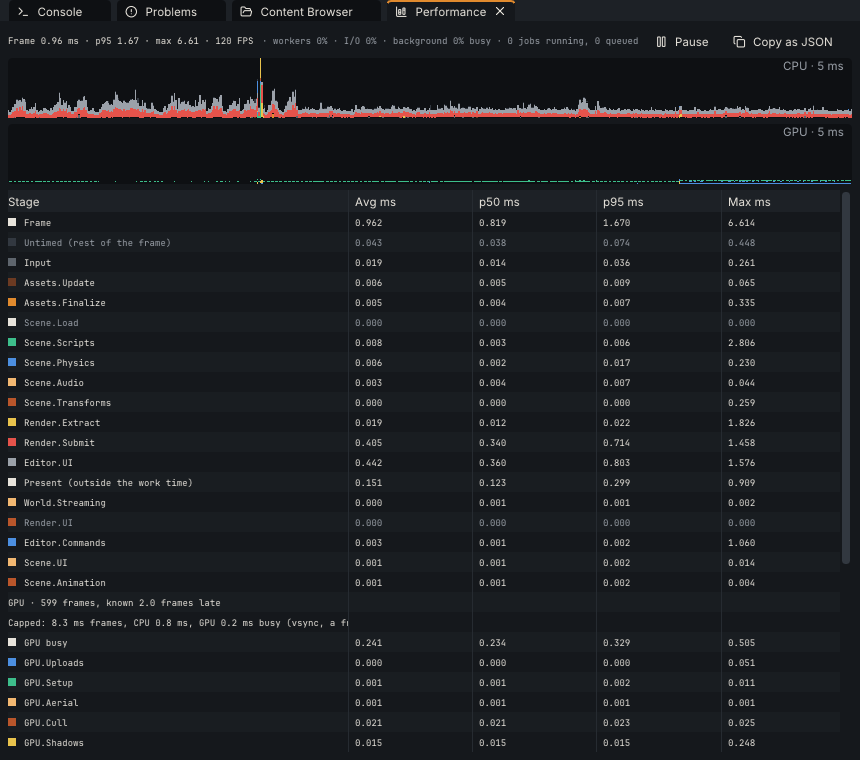 Console Problems Content Browser Performance
Frame 0.96 ms · p95 1.67 · max 6.61 · 120 FPS · workers 0% · I/O 0% · background 0% busy · 0 jobs running, 0 queued Pause Copy as JSON
CPU · 5 ms
GPU · 5 ms
Stage Avg ms p50 ms p95 ms Max ms
Frame 0.962 0.819 1.670 6.614
Untimed (rest of the frame) 0.043 0.038 0.074 0.448
Input 0.019 0.014 0.036 0.261
Assets.Update 0.006 0.005 0.009 0.065
Assets.Finalize 0.005 0.004 0.007 0.335
Scene.Load 0.000 0.000 0.000 0.000
Scene.Scripts 0.008 0.003 0.006 2.806
Scene.Physics 0.006 0.002 0.017 0.230
Scene.Audio 0.003 0.004 0.007 0.044
Scene.Transforms 0.000 0.000 0.000 0.259
Render.Extract 0.019 0.012 0.022 1.826
Render.Submit 0.405 0.340 0.714 1.458
Editor.UI 0.442 0.360 0.803 1.576
Present (outside the work time) 0.151 0.123 0.299 0.909
World.Streaming 0.000 0.001 0.001 0.002
Render.UI 0.000 0.000 0.000 0.000
Editor.Commands 0.003 0.001 0.002 1.060
Scene.UI 0.001 0.001 0.002 0.014
Scene.Animation 0.001 0.001 0.002 0.004
GPU · 599 frames, known 2.0 frames late
Capped: 8.3 ms frames, CPU 0.8 ms, GPU 0.2 ms busy (vsync, a fr
GPU busy 0.241 0.234 0.329 0.505
GPU.Uploads 0.000 0.000 0.000 0.051
GPU.Setup 0.001 0.001 0.002 0.011
GPU.Aerial 0.001 0.001 0.001 0.001
GPU.Cull 0.021 0.021 0.023 0.025
GPU.Shadows 0.015 0.015 0.015 0.248